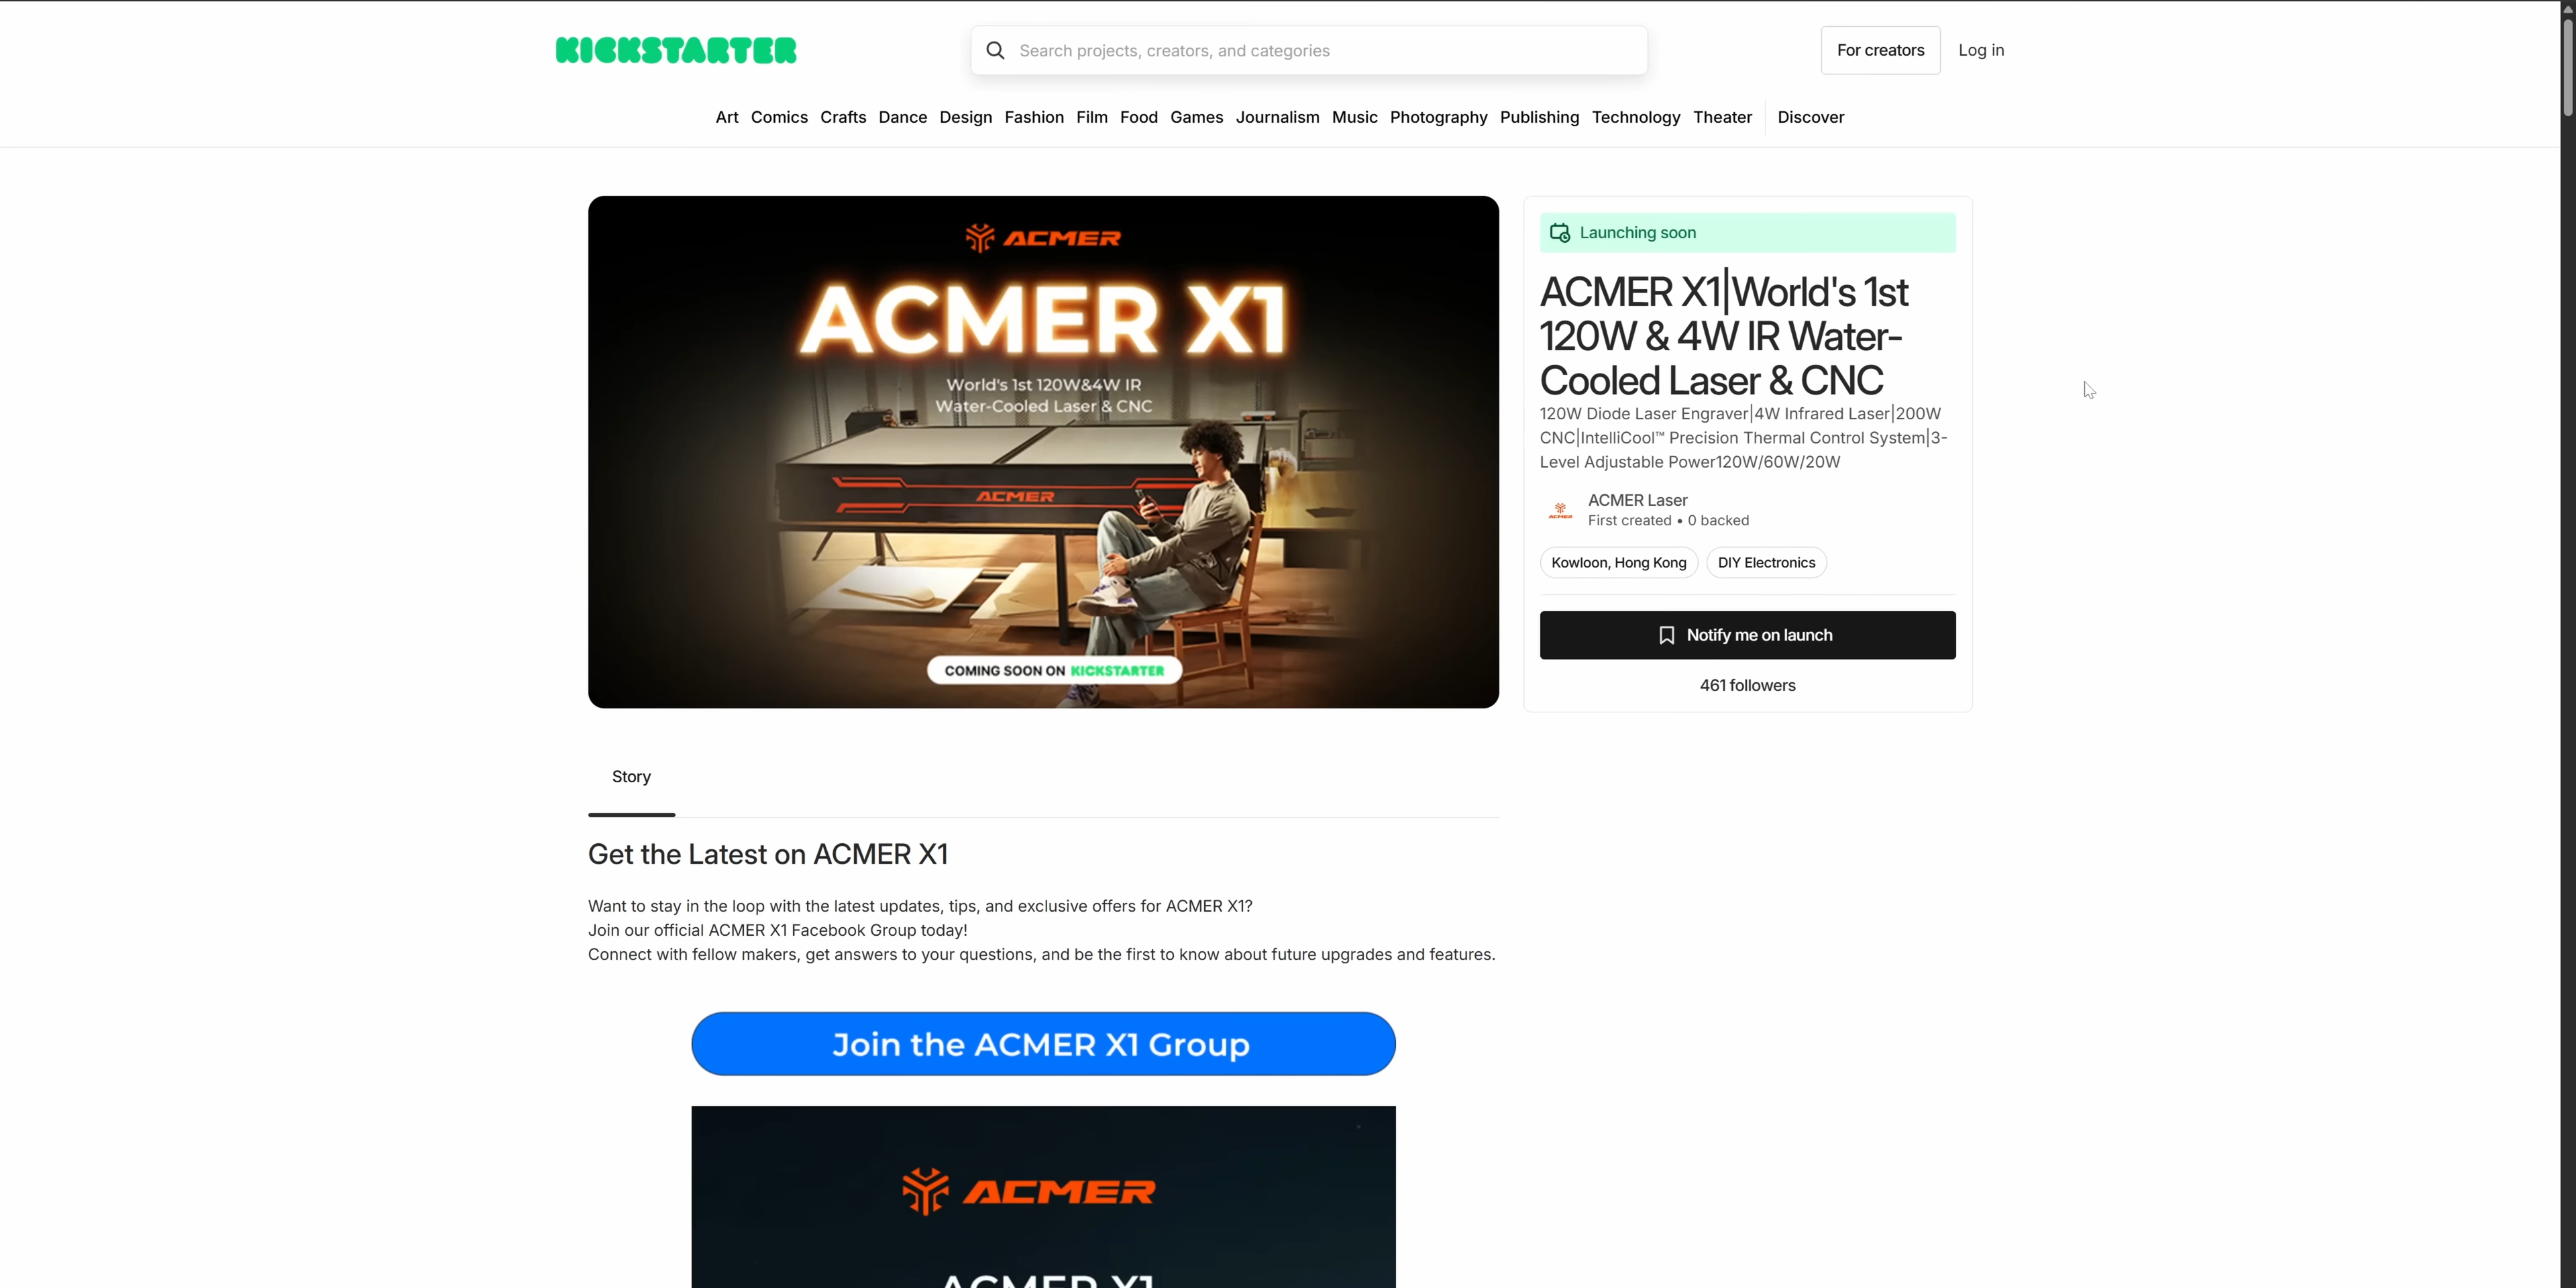 KICKSTARTER
Search projects, creators, and categories
For creators
Log in
Art Comics Crafts Dance Design Fashion Film Food Games Journalism Music Photography Publishing Technology Theater Discover
ACMER
ACMER X1
World's 1st 120W&4W IR
Water-Cooled Laser & CNC
ACMER
COMING SOON ON KICKSTARTER
Launching soon
ACMER X1|World's 1st
120W & 4W IR Water-
Cooled Laser & CNC
120W Diode Laser Engraver|4W Infrared Laser|200W
CNC|IntelliCool™ Precision Thermal Control System|3-
Level Adjustable Power120W/60W/20W
ACMER
ACMER Laser
First created • 0 backed
Kowloon, Hong Kong
DIY Electronics
Notify me on launch
461 followers
Story
Get the Latest on ACMER X1
Want to stay in the loop with the latest updates, tips, and exclusive offers for ACMER X1?
Join our official ACMER X1 Facebook Group today!
Connect with fellow makers, get answers to your questions, and be the first to know about future upgrades and features.
Join the ACMER X1 Group
ACMER
ACMER X1